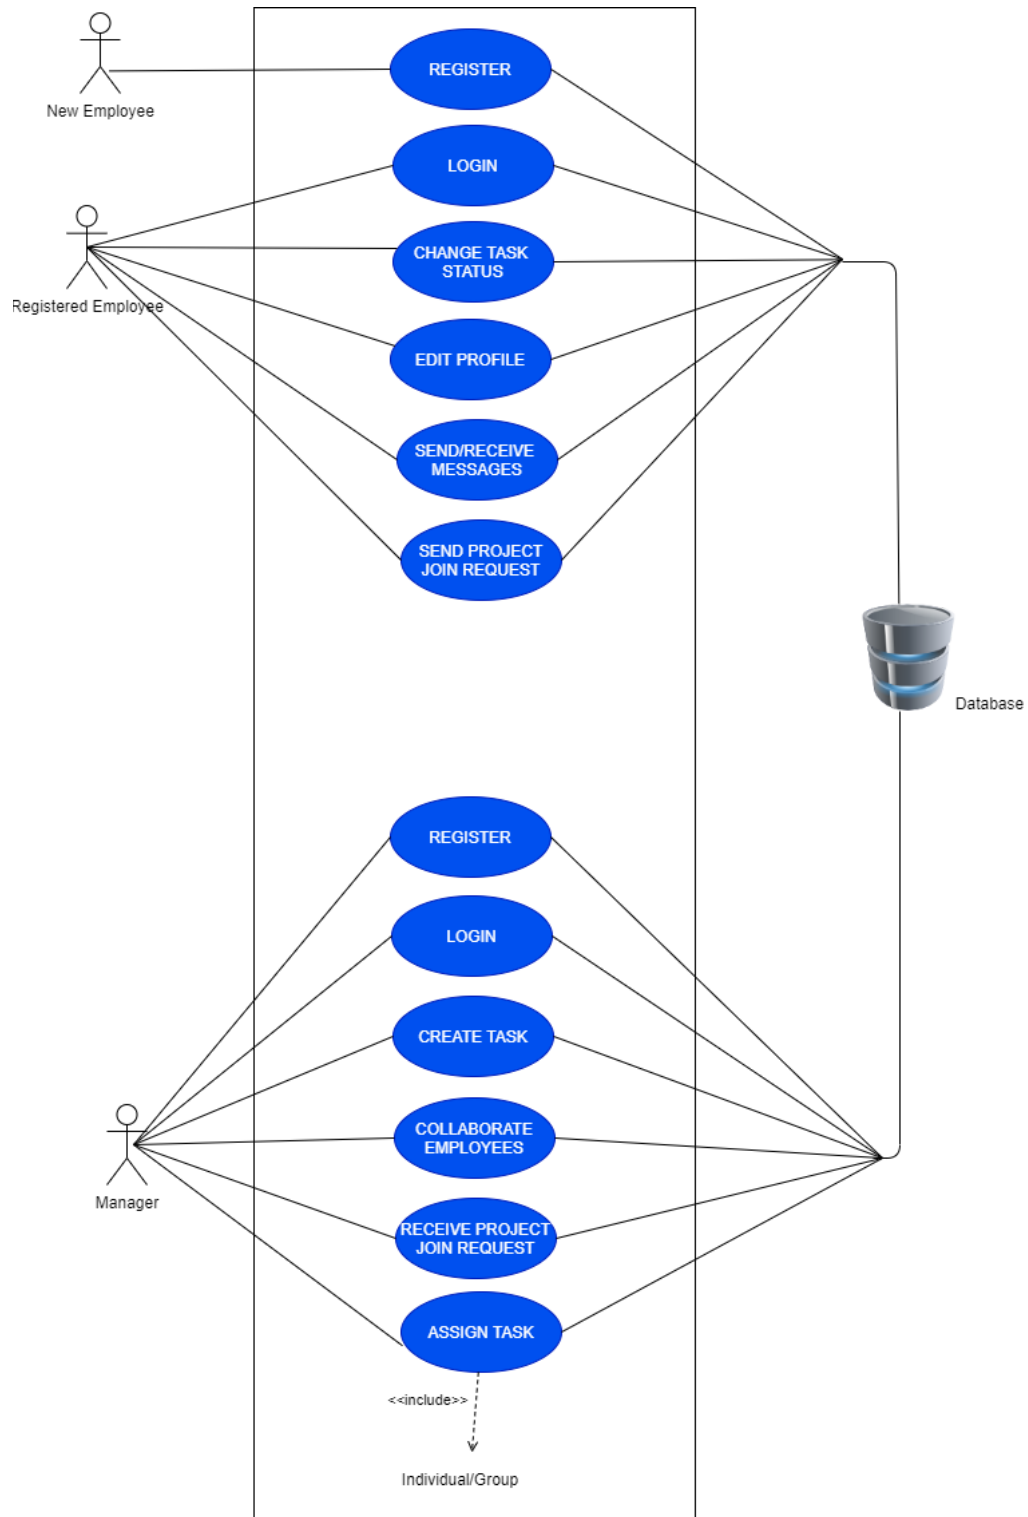 New Employee
REGISTER
LOGIN
Registered Employee
CHANGE TASK
STATUS
EDIT PROFILE
SEND/RECEIVE
MESSAGES
SEND PROJECT
JOIN REQUEST
Database
REGISTER
LOGIN
CREATE TASK
Manager
COLLABORATE
EMPLOYEES
RECEIVE PROJECT
JOIN REQUEST
ASSIGN TASK
<<include>>
Individual/Group